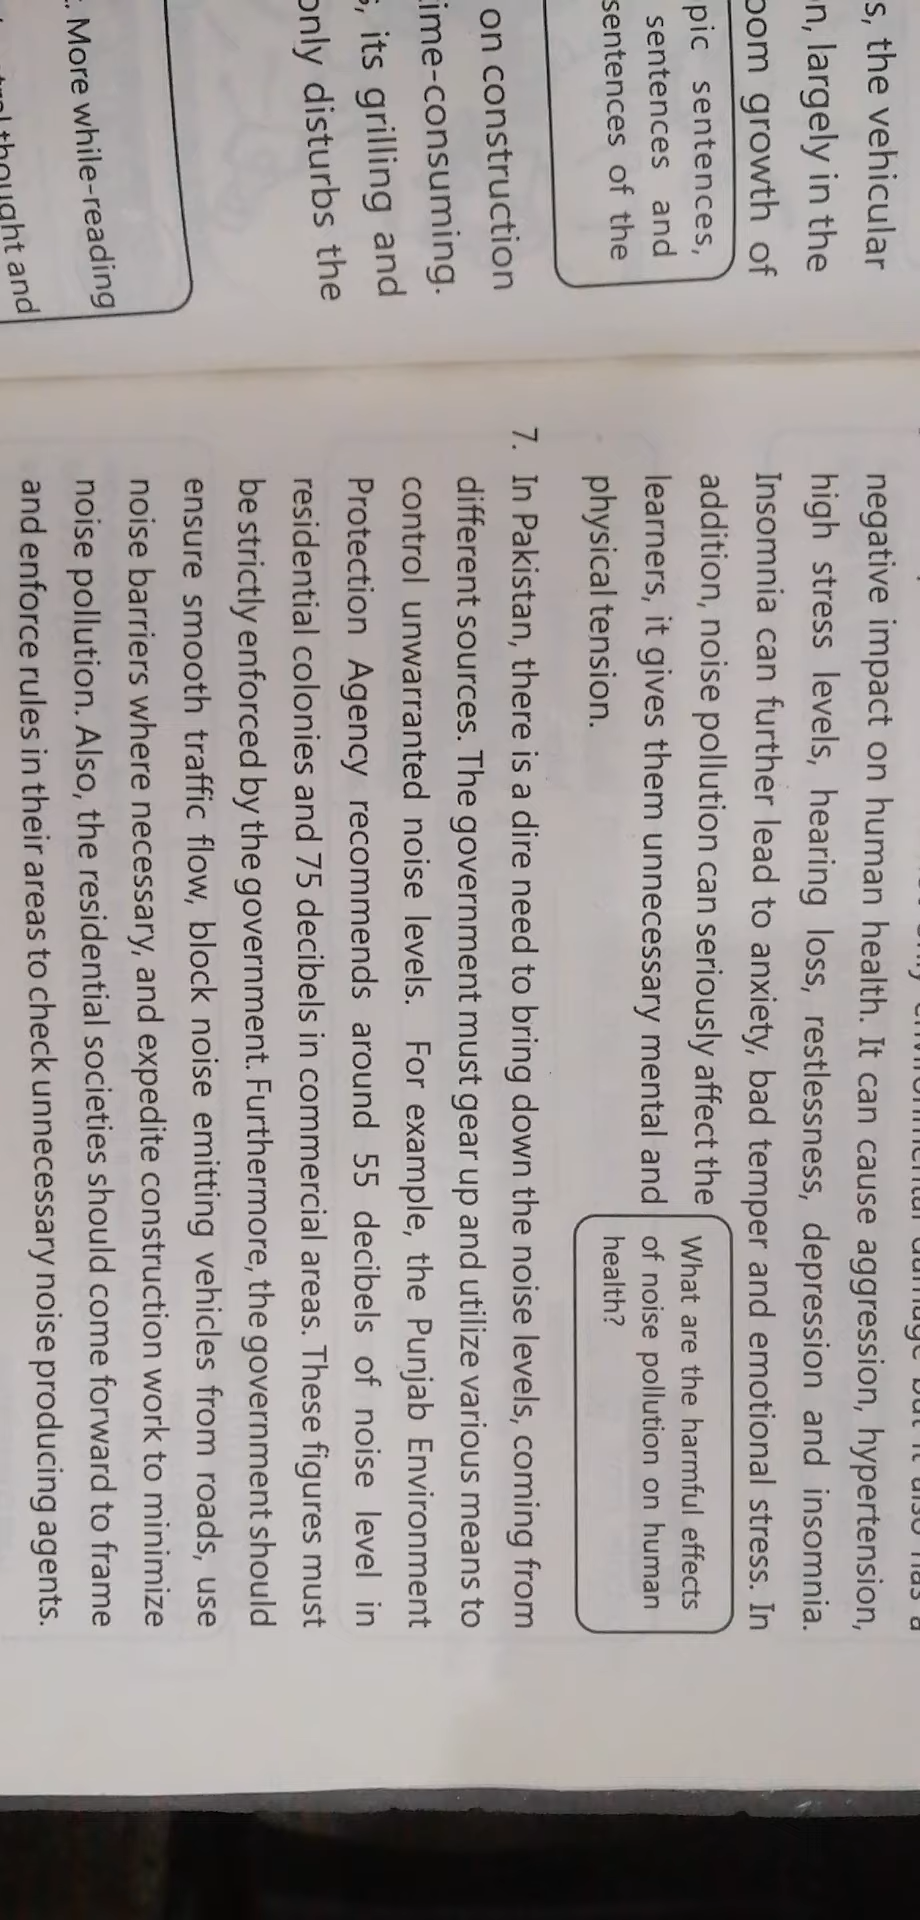 s, the vehicular
n, largely in the
oom growth of
pic sentences,
sentences and
sentences of the
on construction
ime-consuming.
, its grilling and
only disturbs the
. More while-reading
thought and
negative impact on human health. It can cause aggression, hypertension,
high stress levels, hearing loss, restlessness, depression and insomnia.
Insomnia can further lead to anxiety, bad temper and emotional stress. In
addition, noise pollution can seriously affect the
learners, it gives them unnecessary mental and
physical tension.
What are the harmful effects
of noise pollution on human
health?
7. In Pakistan, there is a dire need to bring down the noise levels, coming from
different sources. The government must gear up and utilize various means to
control unwarranted noise levels. For example, the Punjab Environment
Protection Agency recommends around 55 decibels of noise level in
residential colonies and 75 decibels in commercial areas. These figures must
be strictly enforced by the government. Furthermore, the government should
ensure smooth traffic flow, block noise emitting vehicles from roads, use
noise barriers where necessary, and expedite construction work to minimize
noise pollution. Also, the residential societies should come forward to frame
and enforce rules in their areas to check unnecessary noise producing agents.